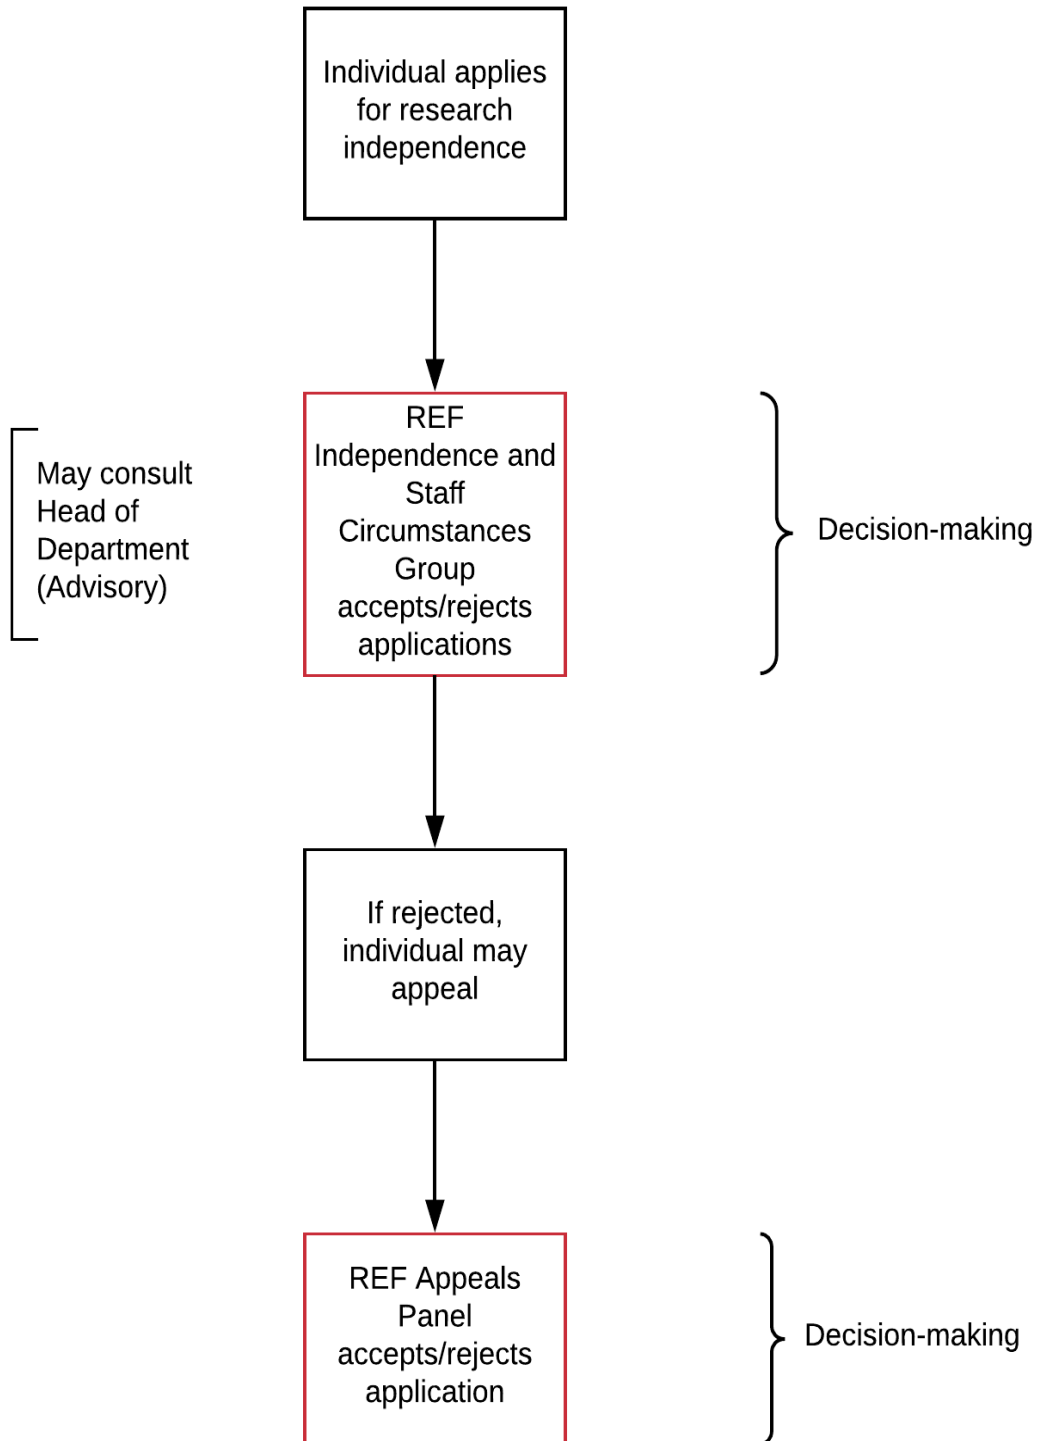 Individual applies
for research
independence
REF
Independence and
Staff
Circumstances
Group
accepts/rejects
applications
May consult
Head of
Department
(Advisory)
Decision-making
If rejected,
individual may
appeal
REF Appeals
Panel
accepts/rejects
application
Decision-making